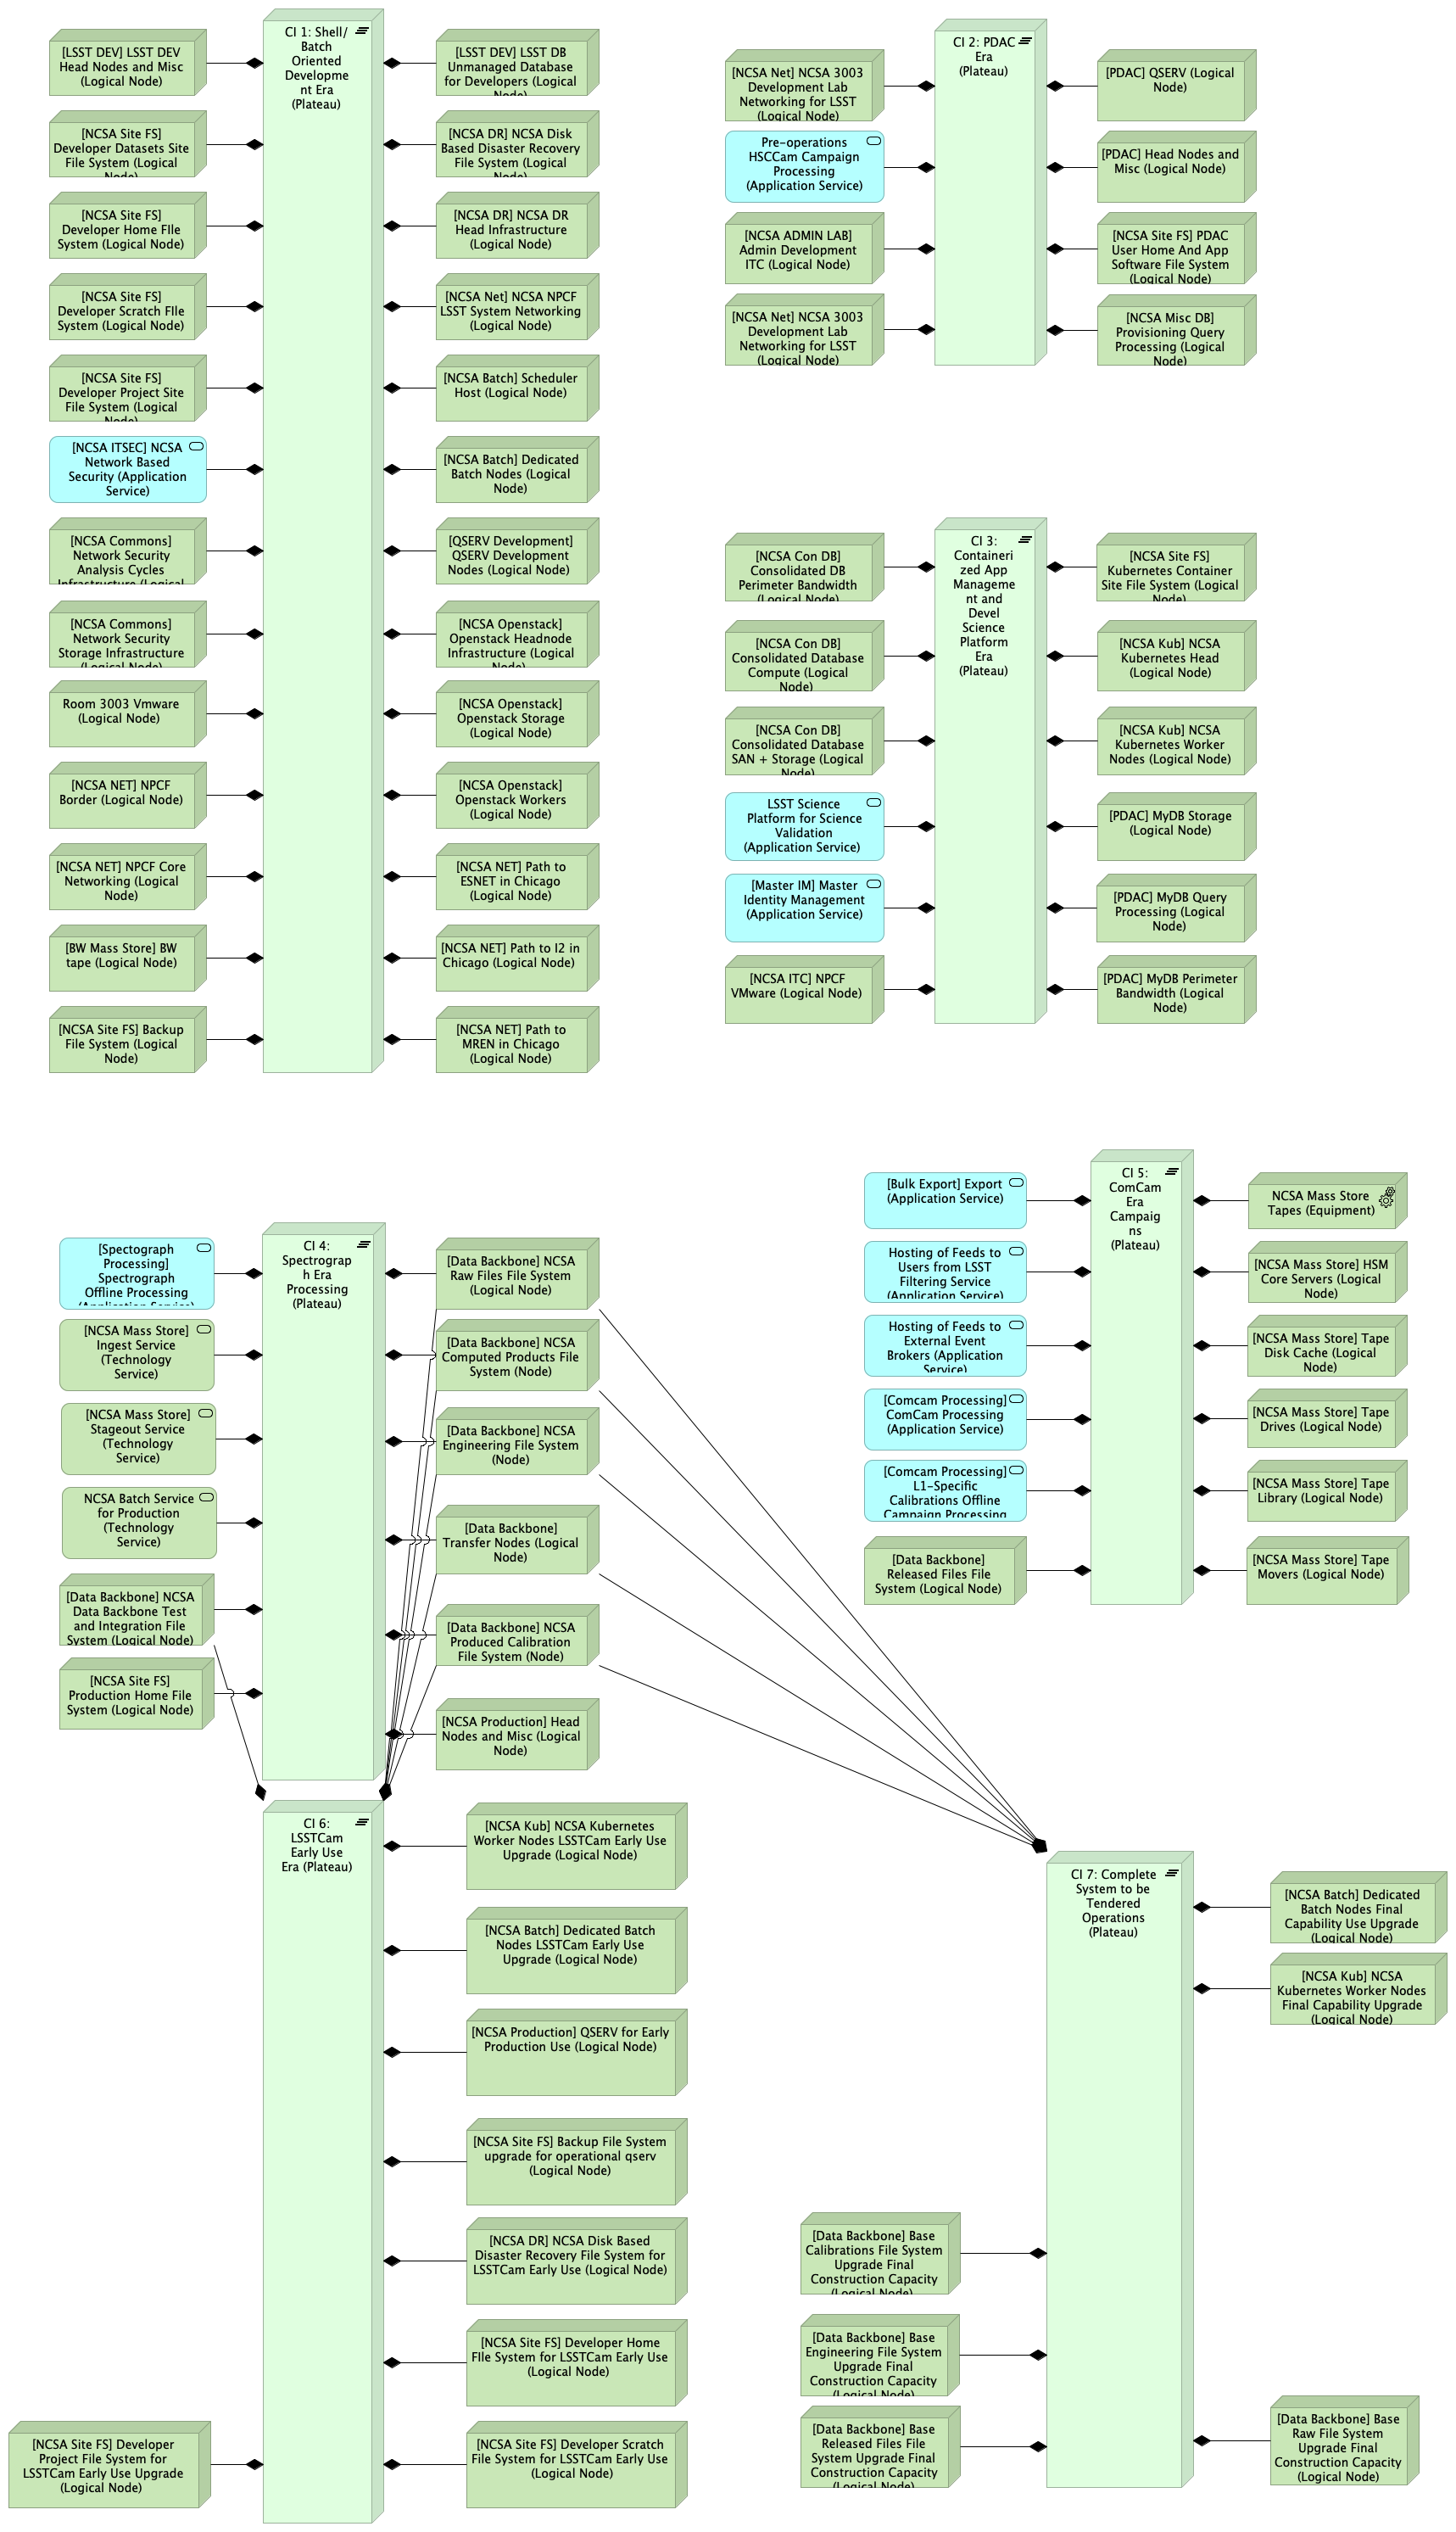 CI 1: Shell/
Batch
Oriented
Developme
nt Era
(Plateau)
[LSST DEV] LSST DEV
Head Nodes and Misc
(Logical Node)
[NCSA Site FS]
Developer Datasets Site
File System (Logical
Node)
[NCSA Site FS]
Developer Home FIle
System (Logical Node)
[NCSA Site FS]
Developer Scratch FIle
System (Logical Node)
[NCSA Site FS]
Developer Project Site
File System (Logical
Node)
[NCSA ITSEC] NCSA
Network Based
Security (Application
Service)
[NCSA Commons]
Network Security
Analysis Cycles
Infrastructure (Logical
[NCSA Commons]
Network Security
Storage Infrastructure
(Logical Node)
Room 3003 Vmware
(Logical Node)
[NCSA NET] NPCF
Border (Logical Node)
[NCSA NET] NPCF Core
Networking (Logical
Node)
[BW Mass Store] BW
tape (Logical Node)
[NCSA Site FS] Backup
File System (Logical
Node)
[LSST DEV] LSST DB
Unmanaged Database
for Developers (Logical
Node)
[NCSA DR] NCSA Disk
Based Disaster Recovery
File System (Logical
Node)
[NCSA DR] NCSA DR
Head Infrastructure
(Logical Node)
[NCSA Net] NCSA NPCF
LSST System Networking
(Logical Node)
[NCSA Batch] Scheduler
Host (Logical Node)
[NCSA Batch] Dedicated
Batch Nodes (Logical
Node)
[QSERV Development]
QSERV Development
Nodes (Logical Node)
[NCSA Openstack]
Openstack Headnode
Infrastructure (Logical
Node)
[NCSA Openstack]
Openstack Storage
(Logical Node)
[NCSA Openstack]
Openstack Workers
(Logical Node)
[NCSA NET] Path to
ESNET in Chicago
(Logical Node)
[NCSA NET] Path to I2 in
Chicago (Logical Node)
[NCSA NET] Path to
MREN in Chicago
(Logical Node)
CI 2: PDAC
Era
(Plateau)
[NCSA Net] NCSA 3003
Development Lab
Networking for LSST
(Logical Node)
Pre-operations
HSCCam Campaign
Processing
(Application Service)
[NCSA ADMIN LAB]
Admin Development
ITC (Logical Node)
[NCSA Net] NCSA 3003
Development Lab
Networking for LSST
(Logical Node)
[PDAC] QSERV (Logical
Node)
[PDAC] Head Nodes and
Misc (Logical Node)
[NCSA Site FS] PDAC
User Home And App
Software File System
(Logical Node)
[NCSA Misc DB]
Provisioning Query
Processing (Logical
Node)
CI 3:
Containeri
zed App
Manageme
nt and
Devel
Science
Platform
Era
(Plateau)
[NCSA Con DB]
Consolidated DB
Perimeter Bandwidth
(Logical Node)
[NCSA Con DB]
Consolidated Database
Compute (Logical
Node)
[NCSA Con DB]
Consolidated Database
SAN + Storage (Logical
Node)
LSST Science
Platform for Science
Validation
(Application Service)
[Master IM] Master
Identity Management
(Application Service)
[NCSA ITC] NPCF
VMware (Logical Node)
[NCSA Site FS]
Kubernetes Container
Site File System (Logical
Node)
[NCSA Kub] NCSA
Kubernetes Head
(Logical Node)
[NCSA Kub] NCSA
Kubernetes Worker
Nodes (Logical Node)
[PDAC] MyDB Storage
(Logical Node)
[PDAC] MyDB Query
Processing (Logical
Node)
[PDAC] MyDB Perimeter
Bandwidth (Logical
Node)
CI 4:
Spectrograp
h Era
Processing
(Plateau)
[Spectograph
Processing]
Spectrograph
Offline Processing
(Application Service)
[NCSA Mass Store]
Ingest Service
(Technology
Service)
[NCSA Mass Store]
Stageout Service
(Technology
Service)
NCSA Batch Service
for Production
(Technology
Service)
[Data Backbone] NCSA
Data Backbone Test
and Integration File
System (Logical Node)
[NCSA Site FS]
Production Home File
System (Logical Node)
[Data Backbone] NCSA
Raw Files File System
(Logical Node)
[Data Backbone] NCSA
Computed Products File
System (Node)
[Data Backbone] NCSA
Engineering File System
(Node)
[Data Backbone]
Transfer Nodes (Logical
Node)
[Data Backbone] NCSA
Produced Calibration
File System (Node)
[NCSA Production] Head
Nodes and Misc (Logical
Node)
CI 5:
ComCam
Era
Campaig
ns
(Plateau)
[Bulk Export] Export
(Application Service)
Hosting of Feeds to
Users from LSST
Filtering Service
(Application Service)
Hosting of Feeds to
External Event
Brokers (Application
Service)
[Comcam Processing]
ComCam Processing
(Application Service)
[Comcam Processing]
L1-Specific
Calibrations Offline
Campaign Processing
[Data Backbone]
Released Files File
System (Logical Node)
NCSA Mass Store
Tapes (Equipment)
[NCSA Mass Store] HSM
Core Servers (Logical
Node)
[NCSA Mass Store] Tape
Disk Cache (Logical
Node)
[NCSA Mass Store] Tape
Drives (Logical Node)
[NCSA Mass Store] Tape
Library (Logical Node)
[NCSA Mass Store] Tape
Movers (Logical Node)
CI 6:
LSSTCam
Early Use
Era (Plateau)
[NCSA Kub] NCSA Kubernetes
Worker Nodes LSSTCam Early Use
Upgrade (Logical Node)
[NCSA Batch] Dedicated Batch
Nodes LSSTCam Early Use
Upgrade (Logical Node)
[NCSA Production] QSERV for Early
Production Use (Logical Node)
[NCSA Site FS] Backup File System
upgrade for operational qserv
(Logical Node)
[NCSA DR] NCSA Disk Based
Disaster Recovery File System for
LSSTCam Early Use (Logical Node)
[NCSA Site FS] Developer Home
FIle System for LSSTCam Early Use
(Logical Node)
[NCSA Site FS] Developer
Project File System for
LSSTCam Early Use Upgrade
(Logical Node)
[NCSA Site FS] Developer Scratch
File System for LSSTCam Early Use
(Logical Node)
CI 7: Complete
System to be
Tendered
Operations
(Plateau)
[NCSA Batch] Dedicated
Batch Nodes Final
Capability Use Upgrade
(Logical Node)
[NCSA Kub] NCSA
Kubernetes Worker Nodes
Final Capability Upgrade
(Logical Node)
[Data Backbone] Base
Calibrations File System
Upgrade Final
Construction Capacity
(Logical Node)
[Data Backbone] Base
Engineering File System
Upgrade Final
Construction Capacity
(Logical Node)
[Data Backbone] Base
Released Files File
System Upgrade Final
Construction Capacity
(Logical Node)
[Data Backbone] Base
Raw File System
Upgrade Final
Construction Capacity
(Logical Node)